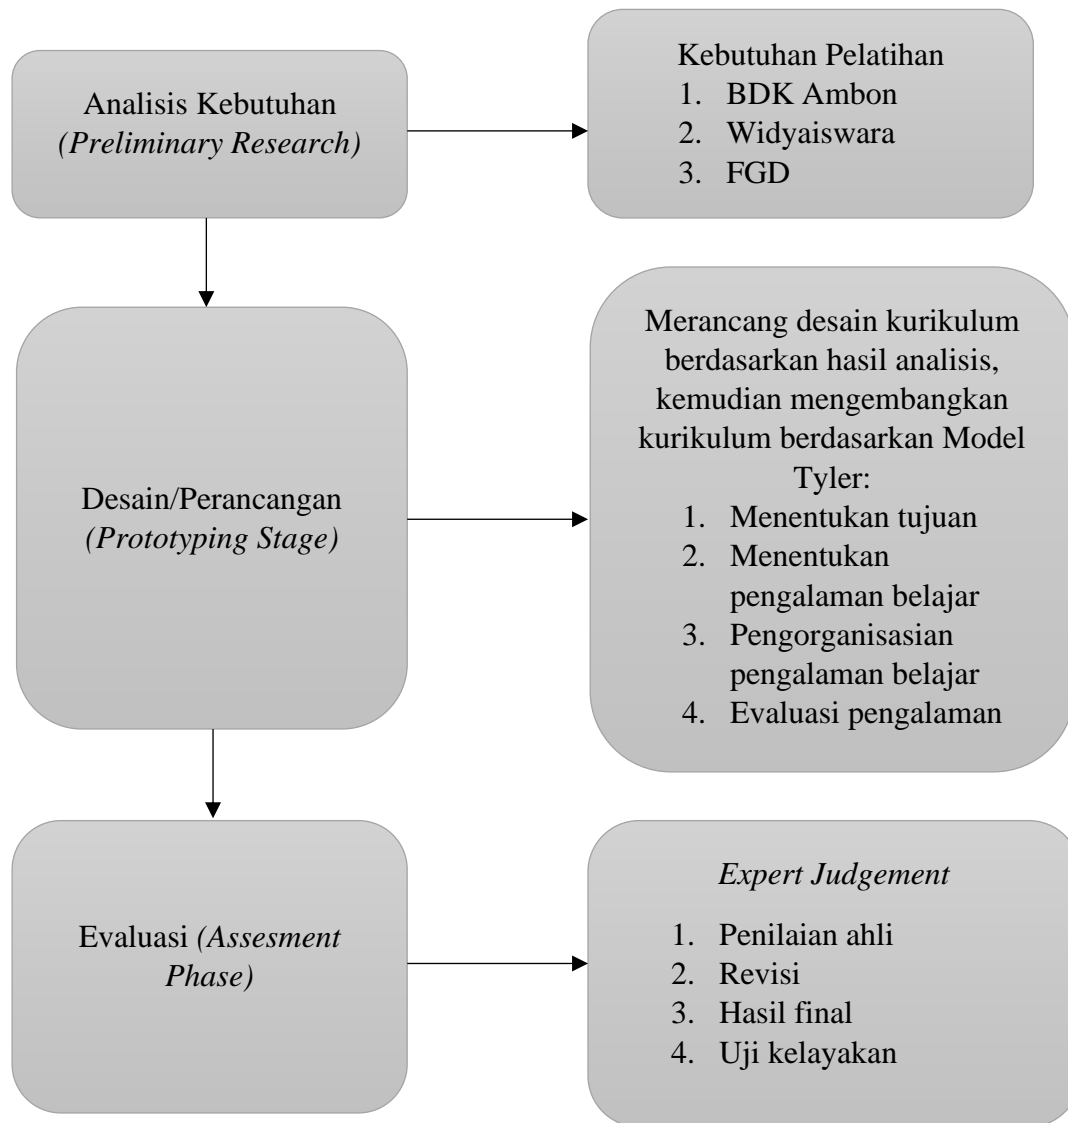 Analisis Kebutuhan
(Preliminary Research)
Kebutuhan Pelatihan
1. BDK Ambon
2. Widyaiswara
3. FGD
Desain/Perancangan
(Prototyping Stage)
Merancang desain kurikulum
berdasarkan hasil analisis,
kemudian mengembangkan
kurikulum berdasarkan Model
Tyler:
1. Menentukan tujuan
2. Menentukan
pengalaman belajar
3. Pengorganisasian
pengalaman belajar
4. Evaluasi pengalaman
Evaluasi (Assesment
Phase)
Expert Judgement
1. Penilaian ahli
2. Revisi
3. Hasil final
4. Uji kelayakan